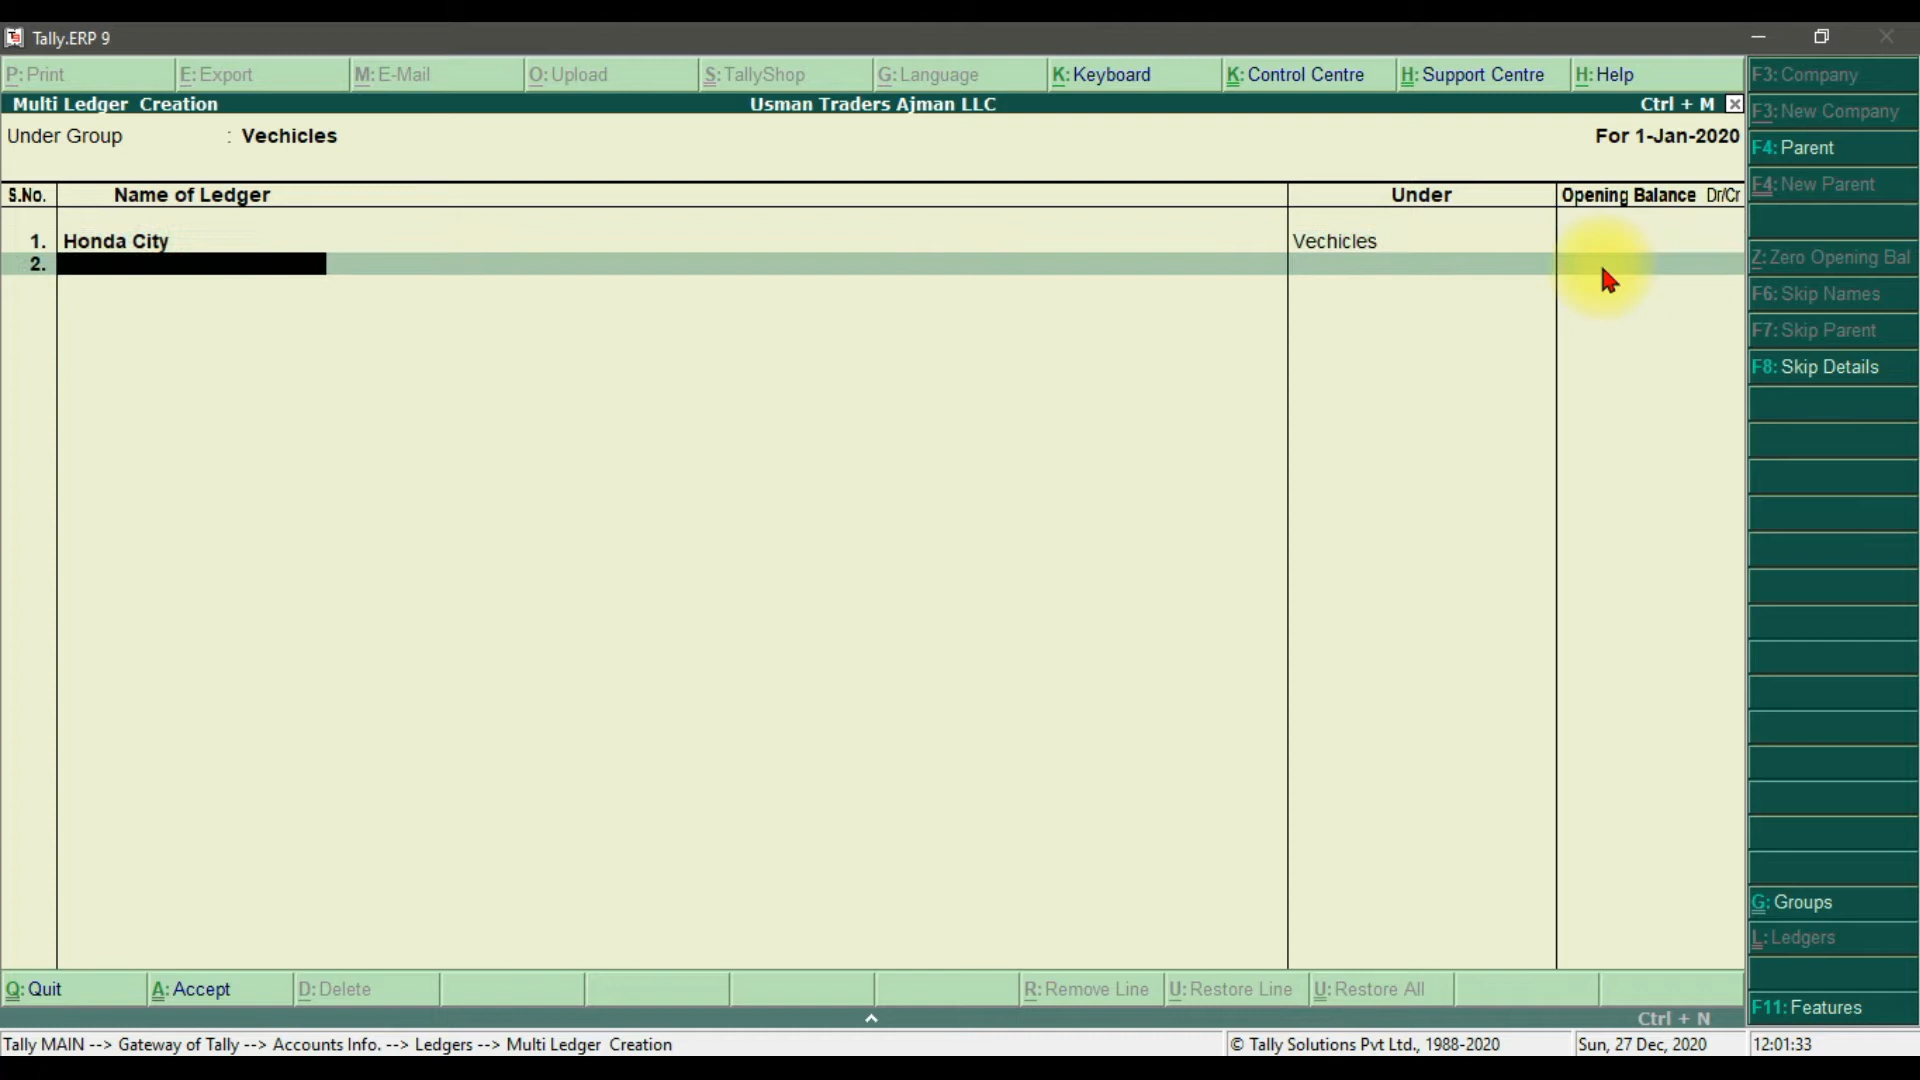 Tally.ERP 9
P: Print E: Export M: E-Mail O: Upload S: TallyShop G: Language K: Keyboard K: Control Centre H: Support Centre H: Help
Multi Ledger Creation Usman Traders Ajman LLC Ctrl + M
Under Group : Vechicles For 1-Jan-2020
S.No. Name of Ledger Under Opening Balance Dr/Cr
1. Honda City Vechicles
2.
F3: Company
F3: New Company
F4: Parent
F4: New Parent
Z: Zero Opening Bal
F6: Skip Names
F7: Skip Parent
F8: Skip Details
G: Groups
L: Ledgers
F11: Features
Q: Quit A: Accept D: Delete R: Remove Line U: Restore Line U: Restore All
Ctrl + N
Tally MAIN --> Gateway of Tally --> Accounts Info. --> Ledgers --> Multi Ledger Creation © Tally Solutions Pvt Ltd., 1988-2020 Sun, 27 Dec, 2020 12:01:33